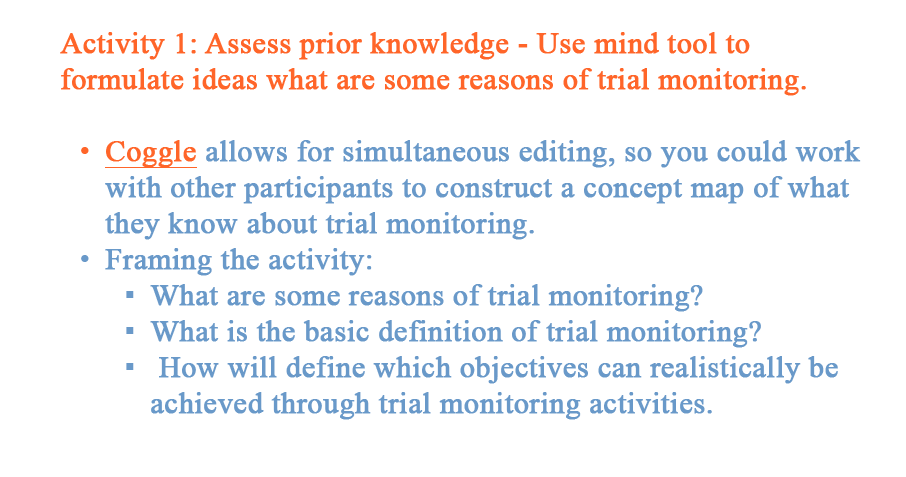 Activity 1: Assess prior knowledge - Use mind tool to
formulate ideas what are some reasons of trial monitoring.
• Coggle allows for simultaneous editing, so you could work
with other participants to construct a concept map of what
they know about trial monitoring.
• Framing the activity:
▪ What are some reasons of trial monitoring?
▪ What is the basic definition of trial monitoring?
▪ How will define which objectives can realistically be
achieved through trial monitoring activities.